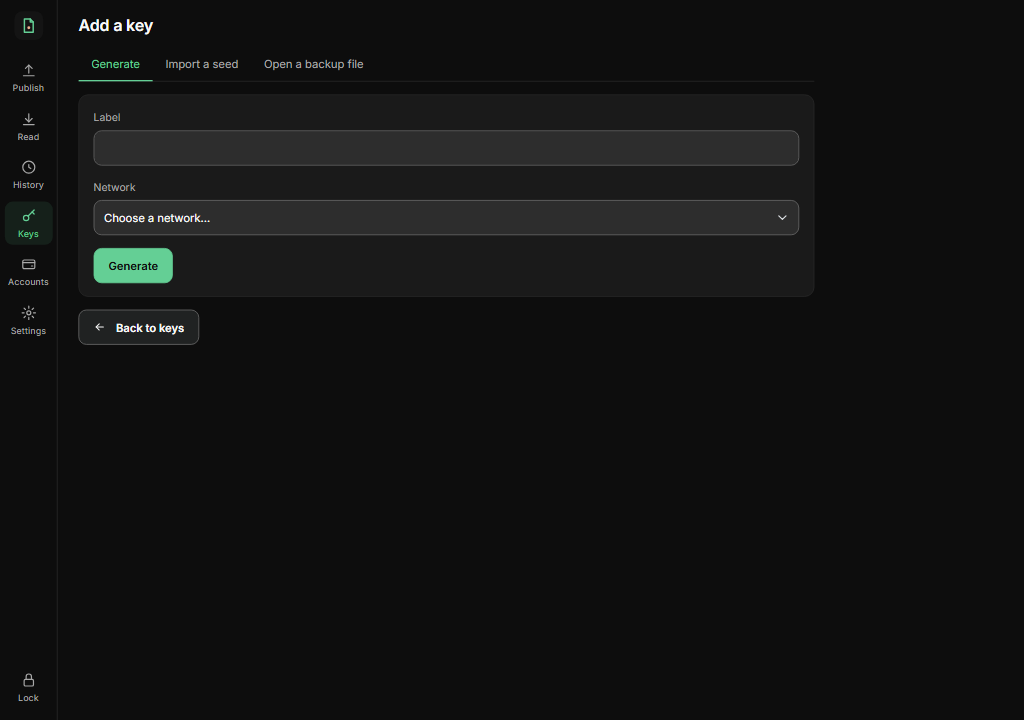 Add a key
Generate
Import a seed
Open a backup file
Label
Network
Choose a network...
Generate
Back to keys
Publish
Read
History
Keys
Accounts
Settings
Lock